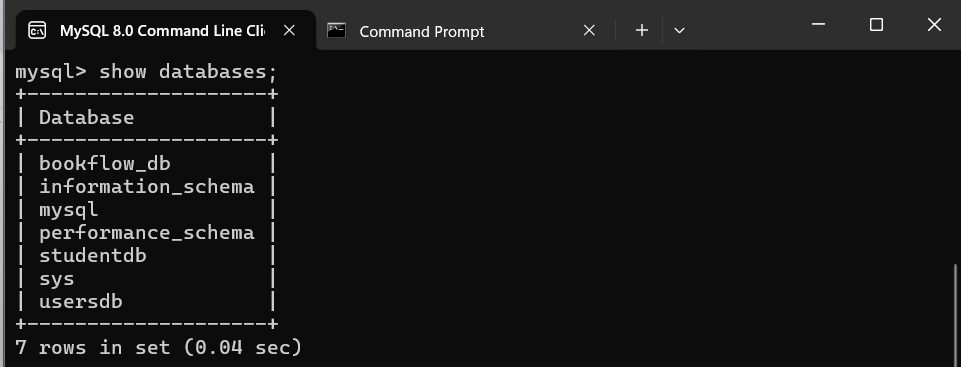 MySQL 8.0 Command Line Cli
Command Prompt
mysql> show databases;
+--------------------+
| Database           |
+--------------------+
| bookflow_db        |
| information_schema |
| mysql              |
| performance_schema |
| studentdb          |
| sys                |
| usersdb            |
+--------------------+
7 rows in set (0.04 sec)